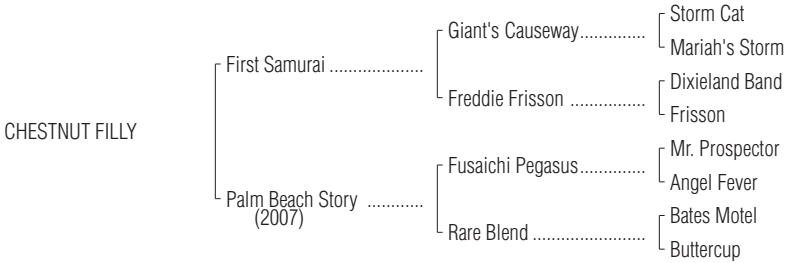 Storm Cat
Giant's Causeway..............
Mariah's Storm
First Samurai ....................
Dixieland Band
Freddie Frisson ................
Frisson
CHESTNUT FILLY
Mr. Prospector
Fusaichi Pegasus..............
Angel Fever
Palm Beach Story ............
(2007)
Bates Motel
Rare Blend ........................
Buttercup